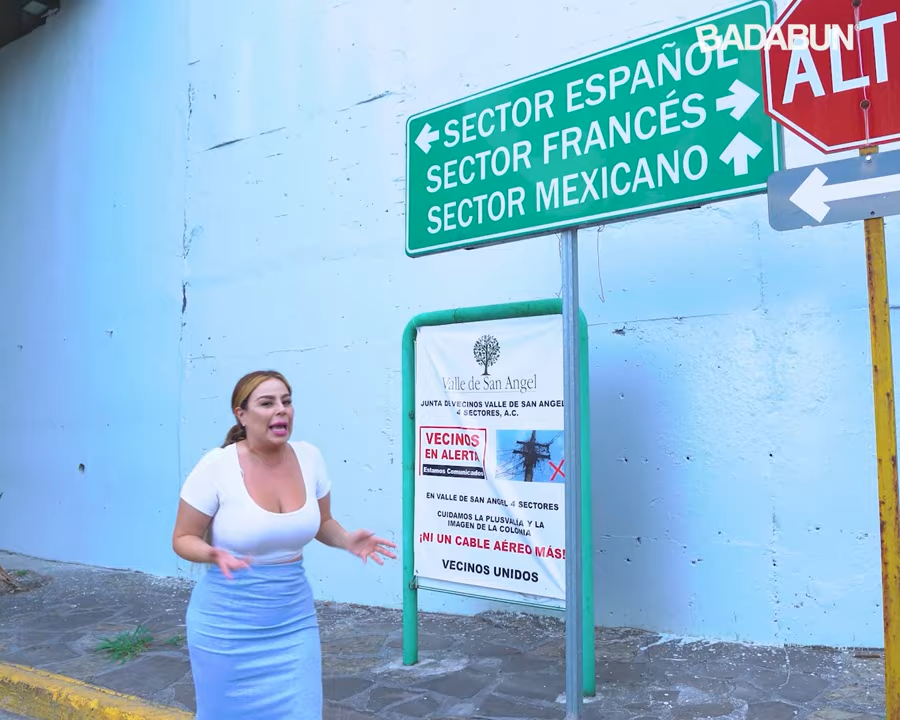 BADABUN
SECTOR ESPAÑOL
SECTOR FRANCÉS
SECTOR MEXICANO
ALT
Valle de San Angel
JUNTA DE VECINOS VALLE DE SAN ANGEL
4 SECTORES, A.C.
VECINOS
EN ALERTA
Estamos Comunicados
EN VALLE DE SAN ANGEL 4 SECTORES
CUIDAMOS LA PLUSVALIA Y LA
IMAGEN DE LA COLONIA
¡NI UN CABLE AÉREO MÁS!
VECINOS UNIDOS